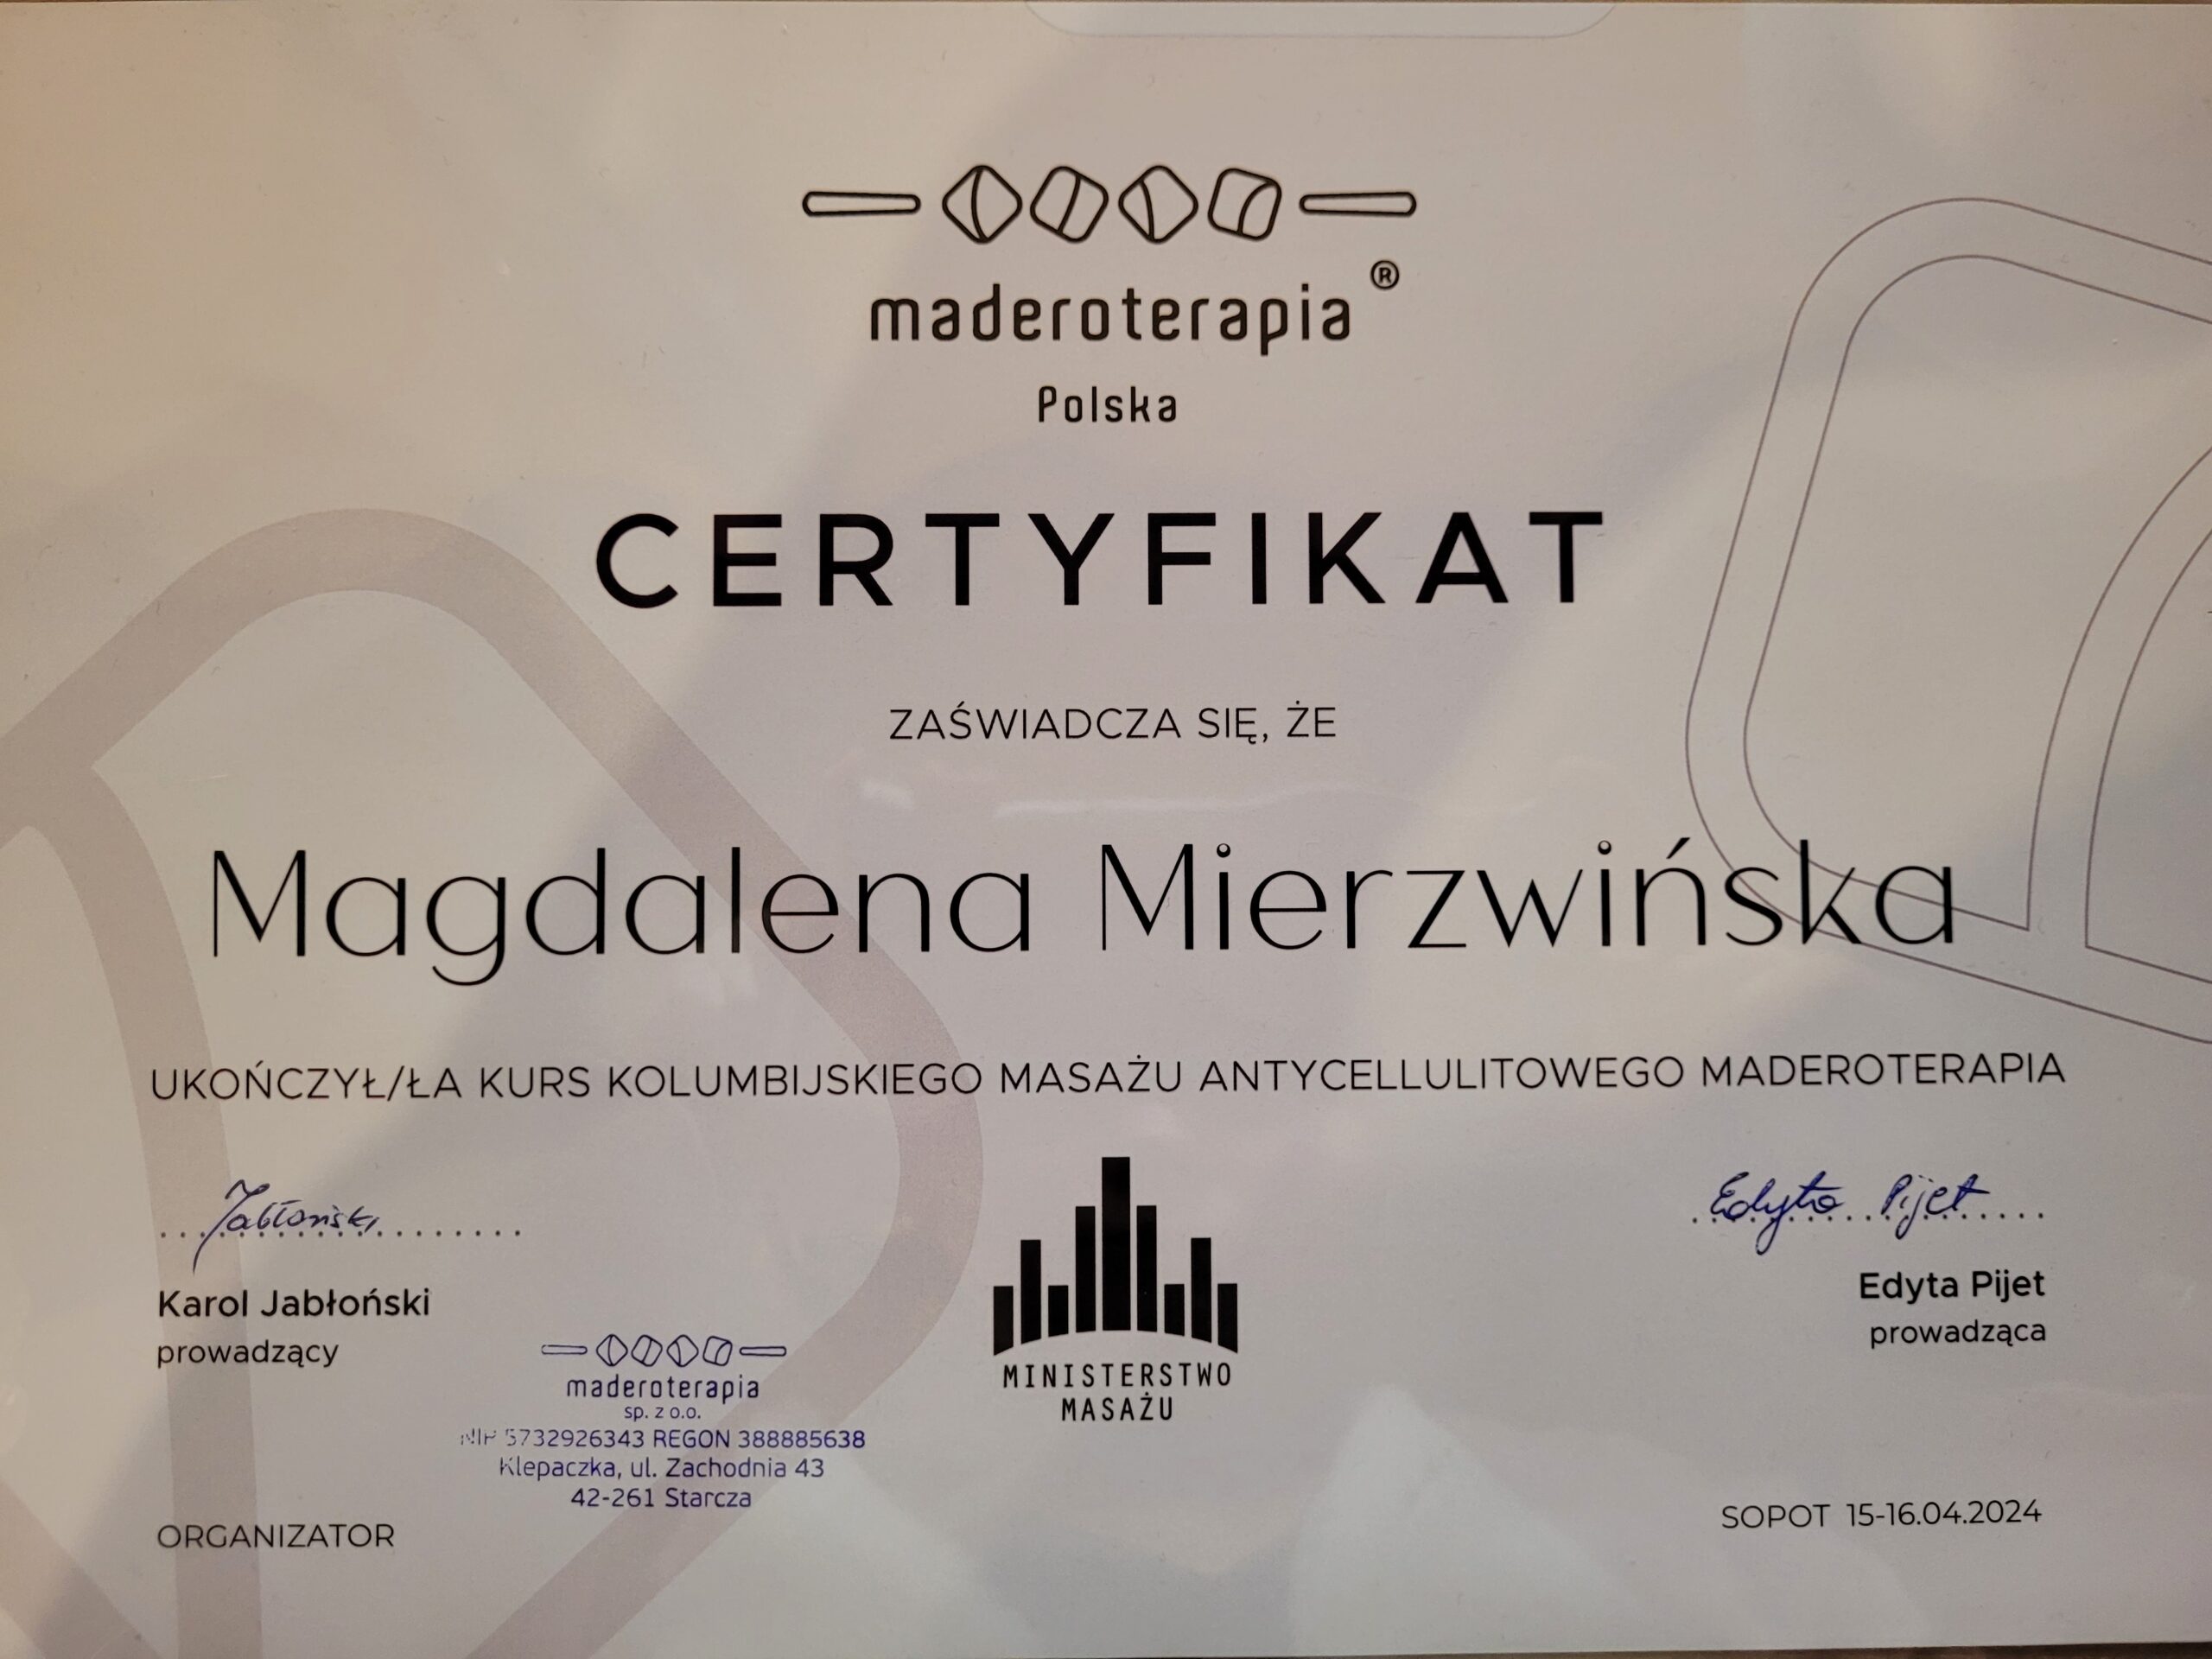 maderoterapia ®
Polska
CERTYFIKAT
ZAŚWIADCZA SIĘ, ŻE
Magdalena Mierzwińska
UKOŃCZYŁ/ŁA KURS KOLUMBIJSKIEGO MASAŻU ANTYCELLULITOWEGO MADEROTERAPIA
Jabłoński
Karol Jabłoński
prowadzący
maderoterapia
sp. z o.o.
NIP 5732926343 REGON 388885638
Klepaczka, ul. Zachodnia 43
42-261 Starcza
ORGANIZATOR
MINISTERSTWO
MASAŻU
Edyta Pijet
Edyta Pijet
prowadząca
SOPOT 15-16.04.2024